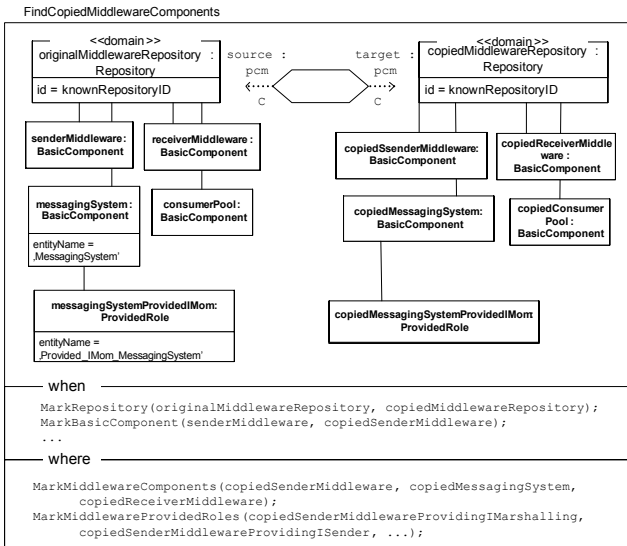 FindCopiedMiddlewareComponents
<<domain>>
originalMiddlewareRepository :
Repository
id = knownRepositoryID
source :
pcm
C
target :
pcm
C
<<domain>>
copiedMiddlewareRepository :
Repository
id = knownRepositoryID
senderMiddleware:
BasicComponent
receiverMiddleware:
BasicComponent
messagingSystem:
BasicComponent
entityName =
‚MessagingSystem'
consumerPool:
BasicComponent
messagingSystemProvidedIMom:
ProvidedRole
entityName =
‚Provided_IMom_MessagingSystem'
copiedSsenderMiddleware:
BasicComponent
copiedReceiverMiddle
ware :
BasicComponent
copiedMessagingSystem:
BasicComponent
copiedConsumer
Pool :
BasicComponent
copiedMessagingSystemProvidedIMom:
ProvidedRole
when
MarkRepository(originalMiddlewareRepository, copiedMiddlewareRepository);
MarkBasicComponent(senderMiddleware, copiedSenderMiddleware);
...
where
MarkMiddlewareComponents(copiedSenderMiddleware, copiedMessagingSystem,
copiedReceiverMiddleware);
MarkMiddlewareProvidedRoles(copiedSenderMiddlewareProvidingIMarshalling,
copiedSenderMiddlewareProvidingISender, ...);